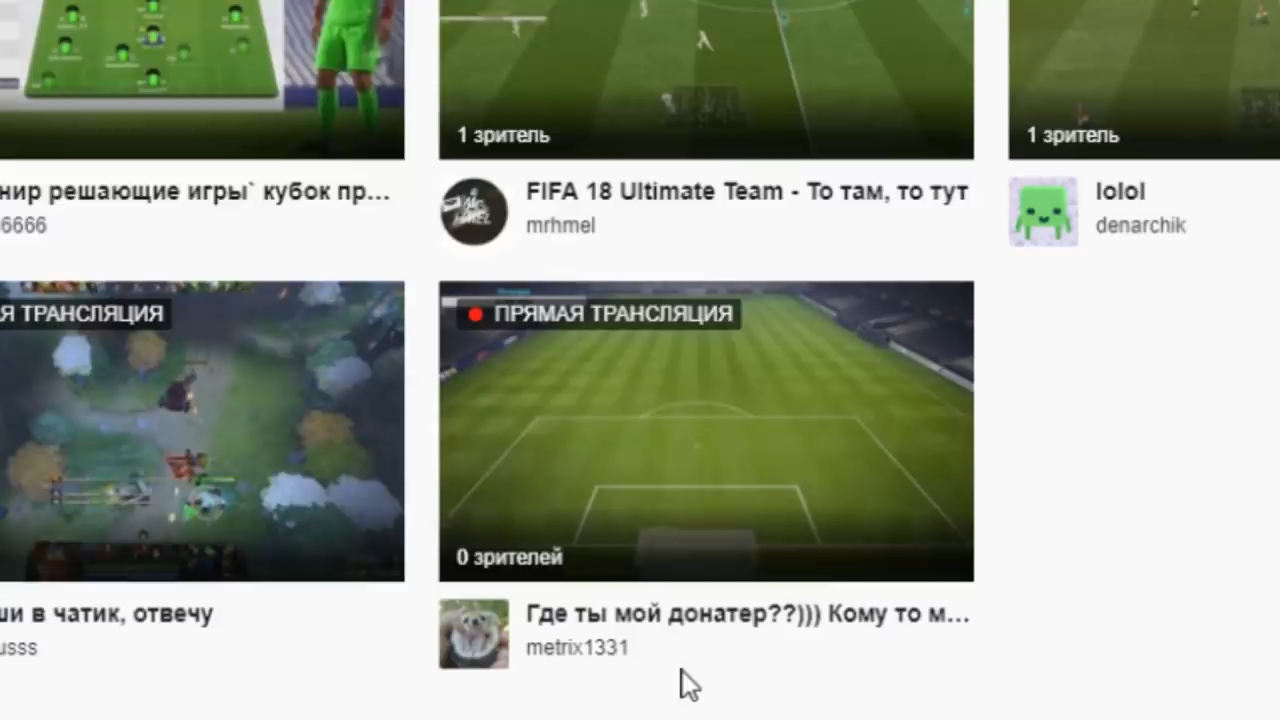 1 зритель
1 зритель
нир решающие игры` кубок пр...
6666
FIFA 18 Ultimate Team - То там, то тут
mrhmel
lolol
denarchik
Я ТРАНСЛЯЦИЯ
ПРЯМАЯ ТРАНСЛЯЦИЯ
0 зрителей
ши в чатик, отвечу
usss
Где ты мой донатер??))) Кому то м...
metrix1331